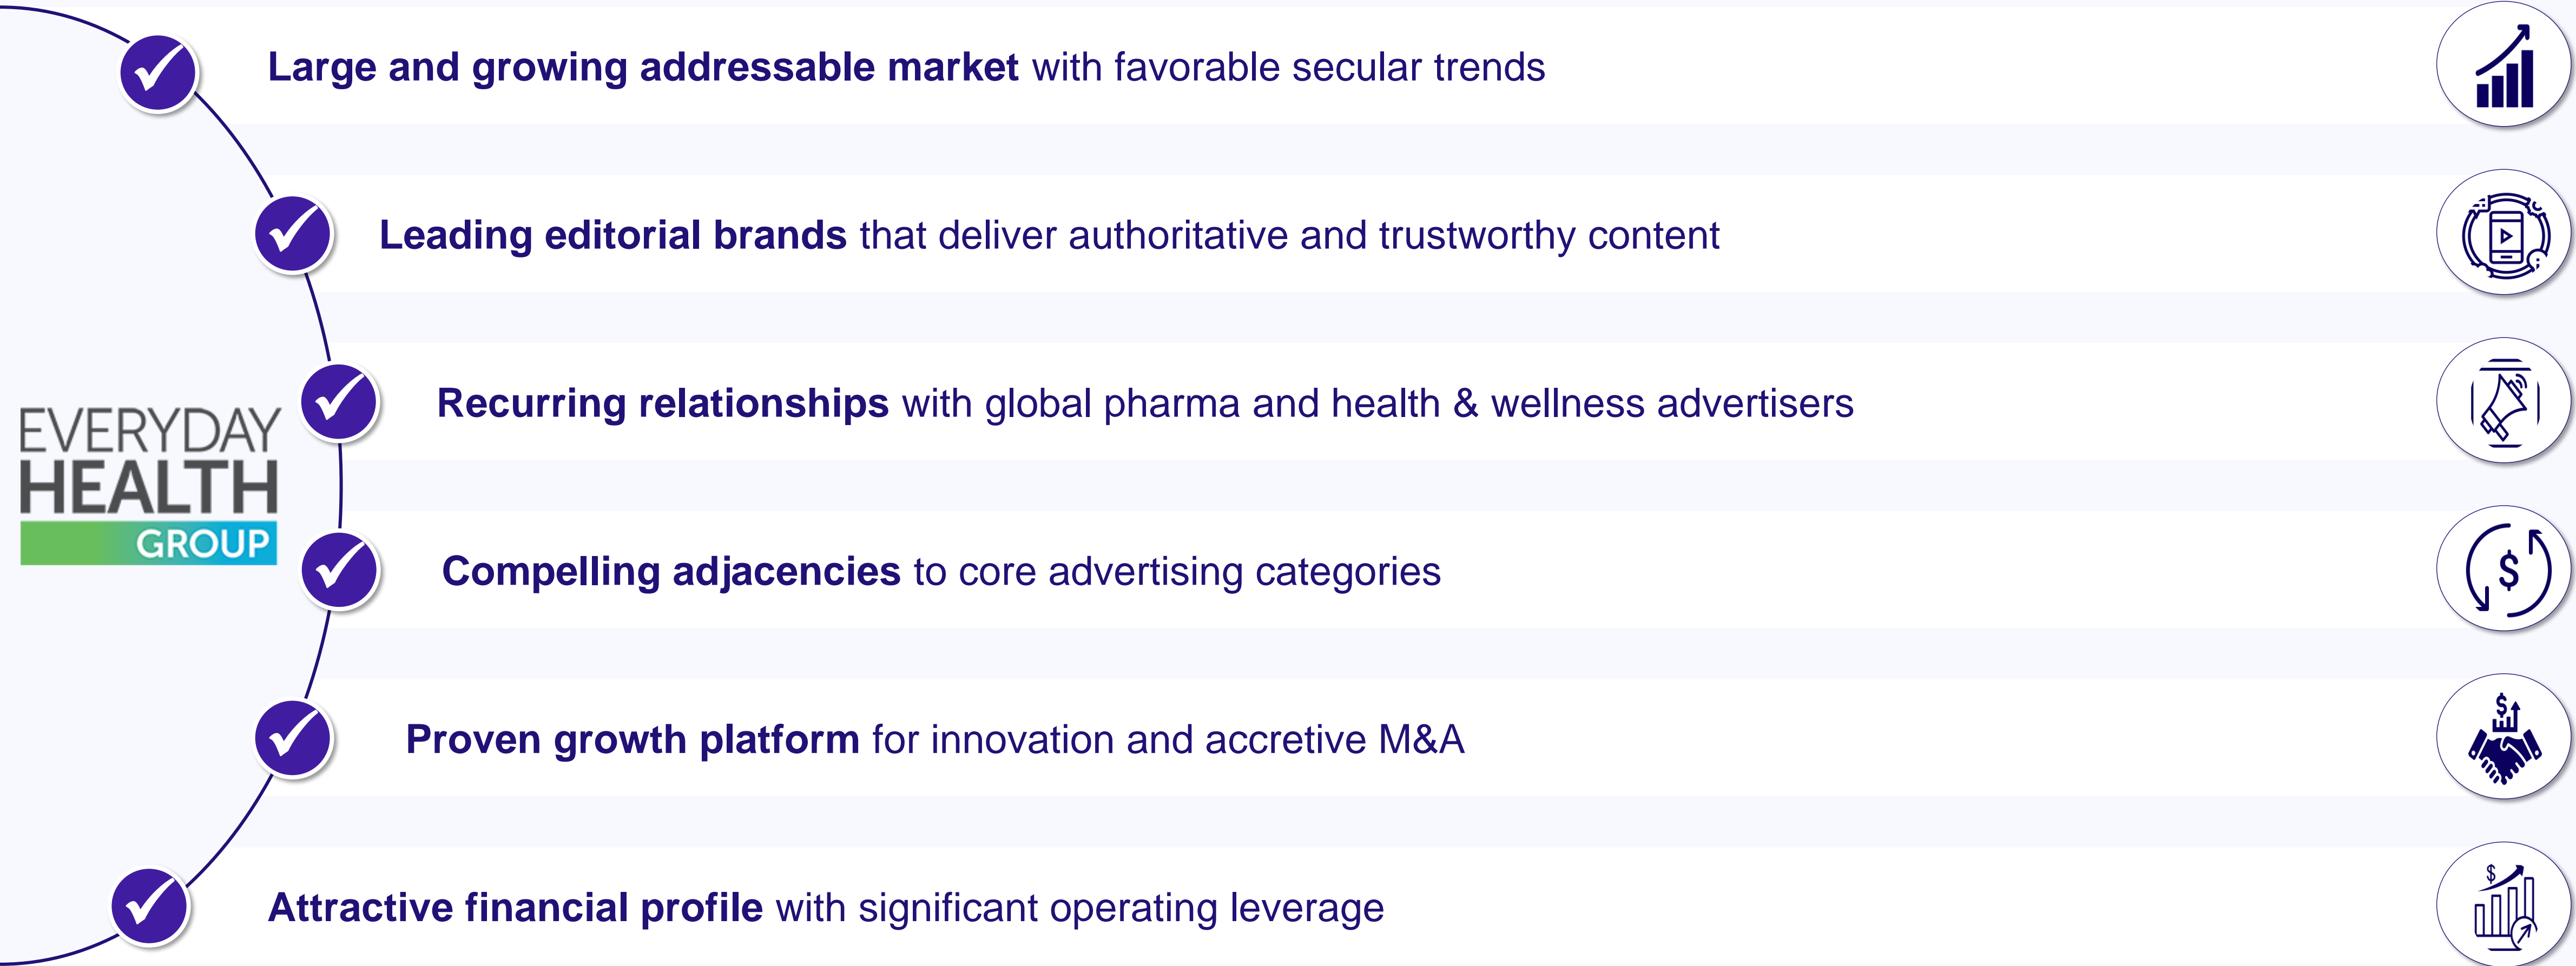 Large and growing addressable market with favorable secular trends
Leading editorial brands that deliver authoritative and trustworthy content
Recurring relationships with global pharma and health & wellness advertisers
EVERYDAY
HEALTH
GROUP
Compelling adjacencies to core advertising categories
Proven growth platform for innovation and accretive M&A
Attractive financial profile with significant operating leverage